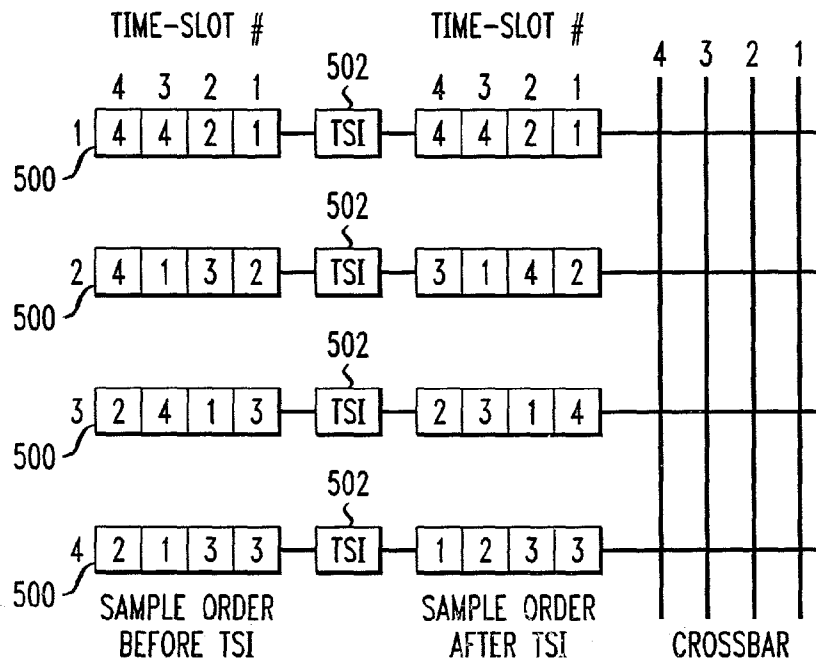 TIME-SLOT # TIME-SLOT #
502
4 3 2 1 4 3 2 1 4 3 2 1
1 4 4 2 1 TSI 4 4 2 1
500
502
2 4 1 3 2 TSI 3 1 4 2
500
502
3 2 4 1 3 TSI 2 3 1 4
500
502
4 2 1 3 3 TSI 1 2 3 3
500
SAMPLE ORDER SAMPLE ORDER
BEFORE TSI AFTER TSI CROSSBAR